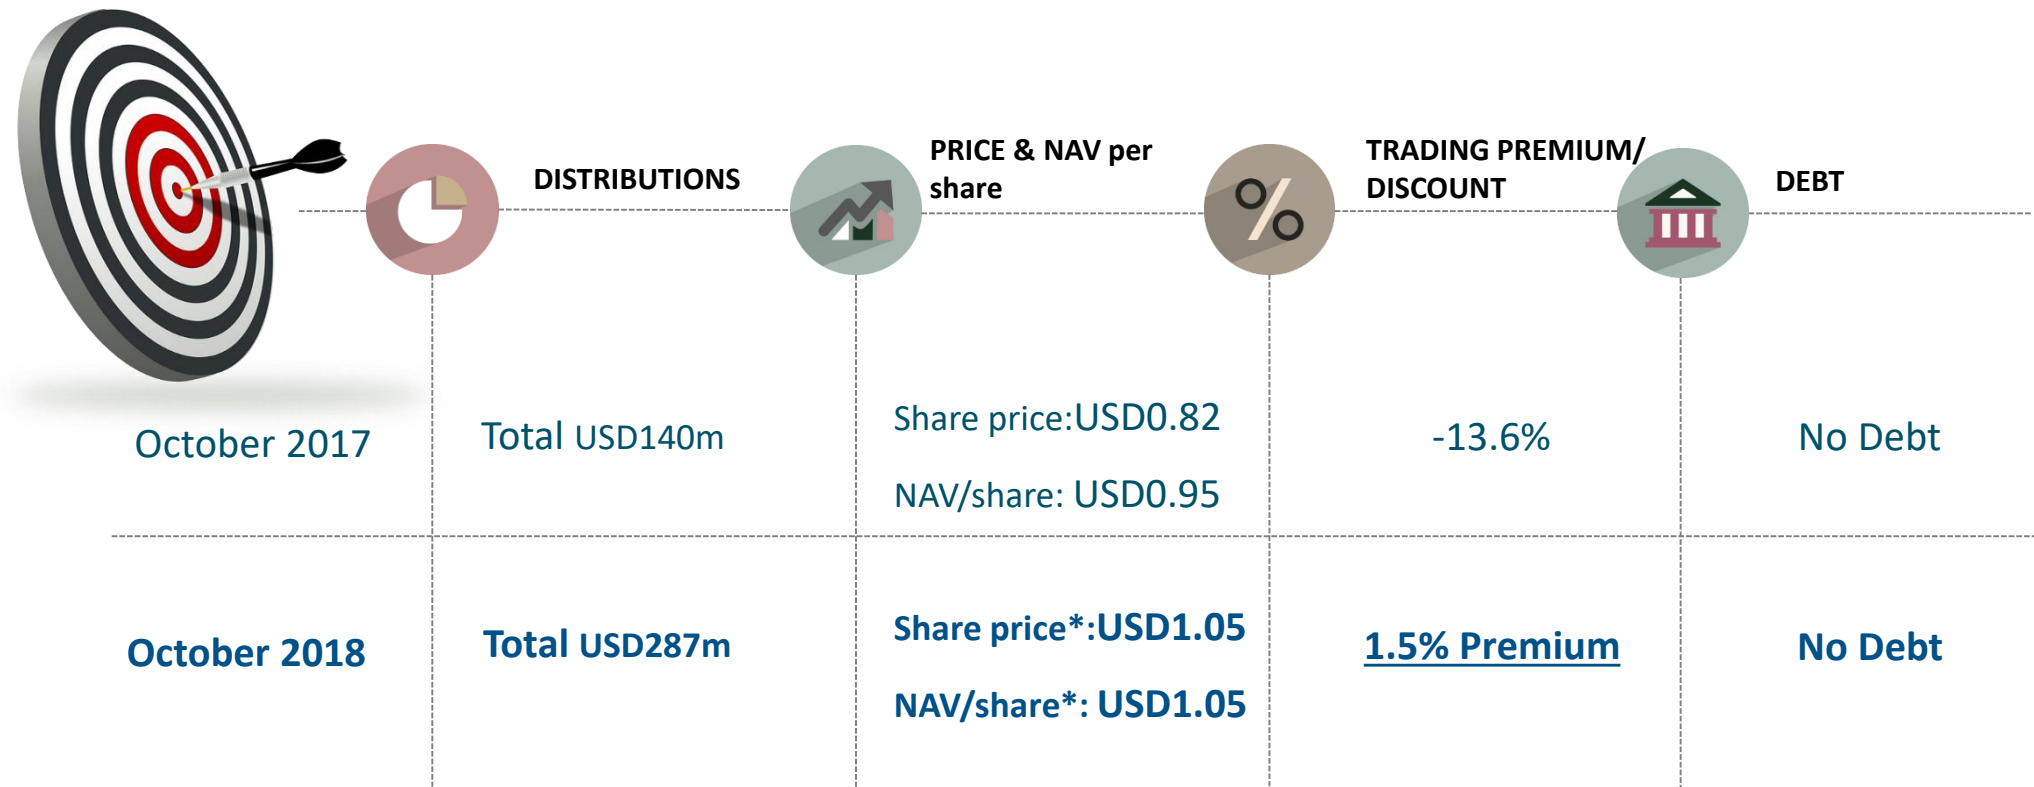 DISTRIBUTIONS
PRICE & NAV per
share
TRADING PREMIUM/
DISCOUNT
DEBT
October 2017
Total USD140m
Share price:USD0.82
NAV/share: USD0.95
-13.6%
No Debt
October 2018
Total USD287m
Share price*:USD1.05
NAV/share*: USD1.05
1.5% Premium
No Debt